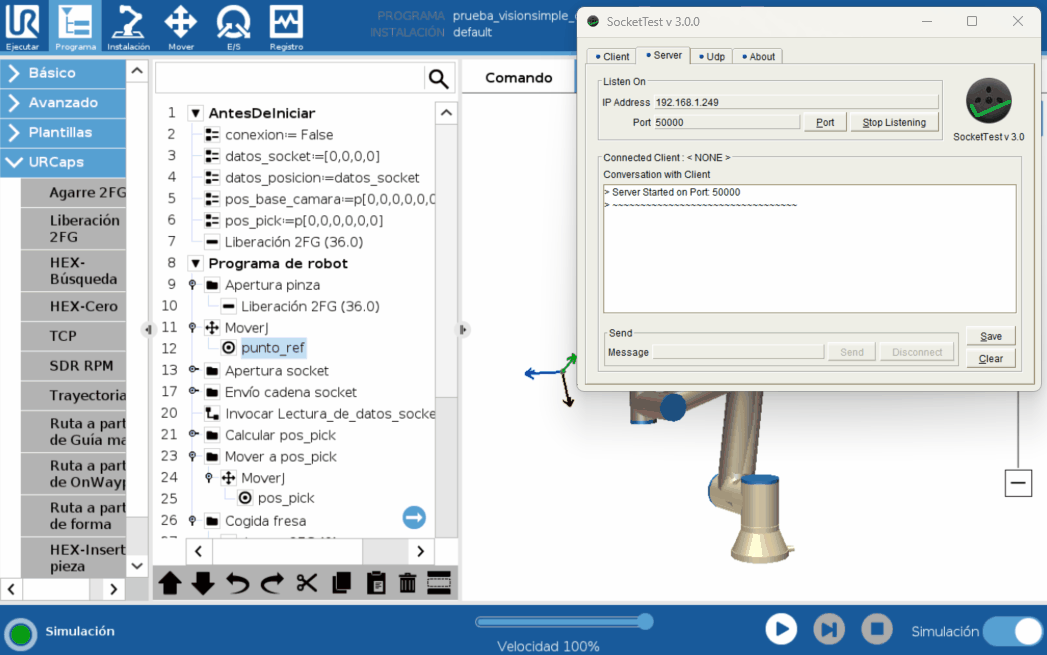 UR
Ejecutar
Programa
Instalación
Mover
E/S
Registro
PROGRAMA prueba_visionsimple_
INSTALACIÓN default
Básico
Avanzado
Plantillas
URCaps
Agarre 2FG
Liberación
2FG
HEX-
Búsqueda
HEX-Cero
TCP
SDR RPM
Trayectoria
Ruta a part
de Guía ma
Ruta a part
de OnWayp
Ruta a part
de forma
HEX-Insert
pieza
Comando
1 AntesDeIniciar
2 conexion:= False
3 datos_socket:=[0,0,0,0]
4 datos_posicion:=datos_socket
5 pos_base_camara:=p[0,0,0,0,0,0
6 pos_pick:=p[0,0,0,0,0,0]
7 Liberación 2FG (36.0)
8 Programa de robot
9 Apertura pinza
10 Liberación 2FG (36.0)
11 MoverJ
12 punto_ref
13 Apertura socket
17 Envío cadena socket
20 Invocar Lectura_de_datos_socke
21 Calcular pos_pick
23 Mover a pos_pick
24 MoverJ
25 pos_pick
26 Cogida fresa
SocketTest v 3.0.0
Client
Server
Udp
About
Listen On
IP Address 192.168.1.249
Port 50000 Port Stop Listening
SocketTest v 3.0
Connected Client : < NONE >
Conversation with Client
> Server Started on Port: 50000
> ~~~~~~~~~~~~~~~~~~~~~~~~~~~~~~~~~~
Send
Message Send Disconnect
Save
Clear
Simulación
Velocidad 100%
Simulación